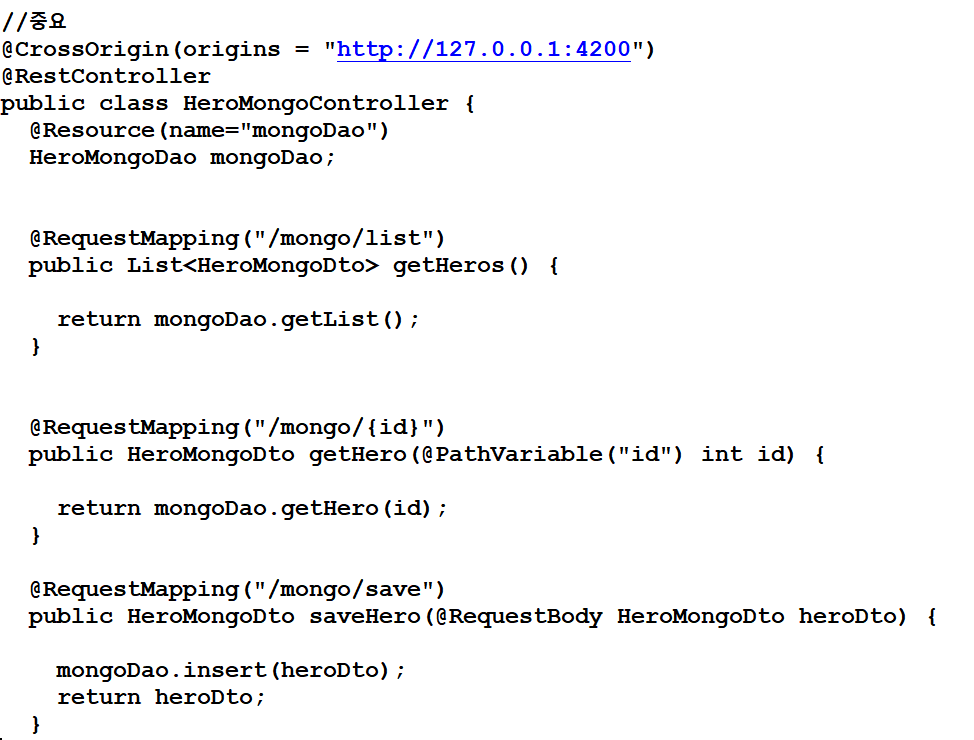 //중요
@CrossOrigin(origins = "http://127.0.0.1:4200")
@RestController
public class HeroMongoController {
@Resource(name="mongoDao")
HeroMongoDao mongoDao;
@RequestMapping("/mongo/list")
public List<HeroMongoDto> getHeros() {
return mongoDao.getList();
}
@RequestMapping("/mongo/{id}")
public HeroMongoDto getHero(@PathVariable("id") int id) {
return mongoDao.getHero(id);
}
@RequestMapping("/mongo/save")
public HeroMongoDto saveHero(@RequestBody HeroMongoDto heroDto) {
mongoDao.insert(heroDto);
return heroDto;
}